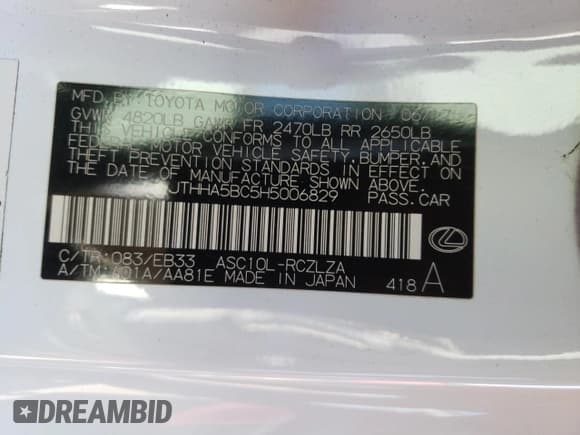 MFD. BY TOYOTA MOTOR CORPORATION
GVWR 4820LB GAWR FR 2470LB RR 2650LB
THIS VEHICLE CONFORMS TO ALL APPLICABLE
FEDERAL MOTOR VEHICLE SAFETY, BUMPER, AND
THEFT PREVENTION STANDARDS IN EFFECT ON
THE DATE OF MANUFACTURE SHOWN ABOVE.
JTHHA5BC5H5006829 PASS.CAR
C/TR: 083/EB33 ASC10L-RCZLZA
A/TM: A01A/AA81E MADE IN JAPAN 418 A
DREAMBID